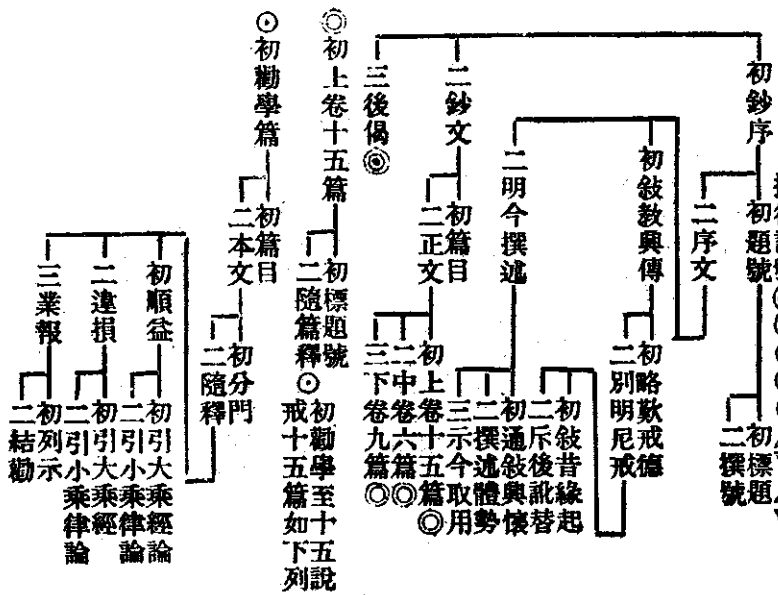 初鈔序
初題號
初標題
二撰號
二序文
初敍教興傳
初略歎戒德
二別明尼戒
初敍昔緣起
二斥後訛替
二明今撰述
初通敍興懷
二撰述體勢
三示今取用
二鈔文
初篇目
二正文
初上卷十五篇◎
二中卷六篇◎
三下卷九篇◎
三後偈◎
◎初上卷十五篇
初標題號
二隨篇釋⊙
初勸學至十五說
戒十五篇如下列
⊙初勸學篇
初篇目
二本文
初分門
二隨釋
初順益
初引大乘經論
二引小乘律論
二違損
初引大乘經
二引小乘律論
三業報
初列示
二結勸